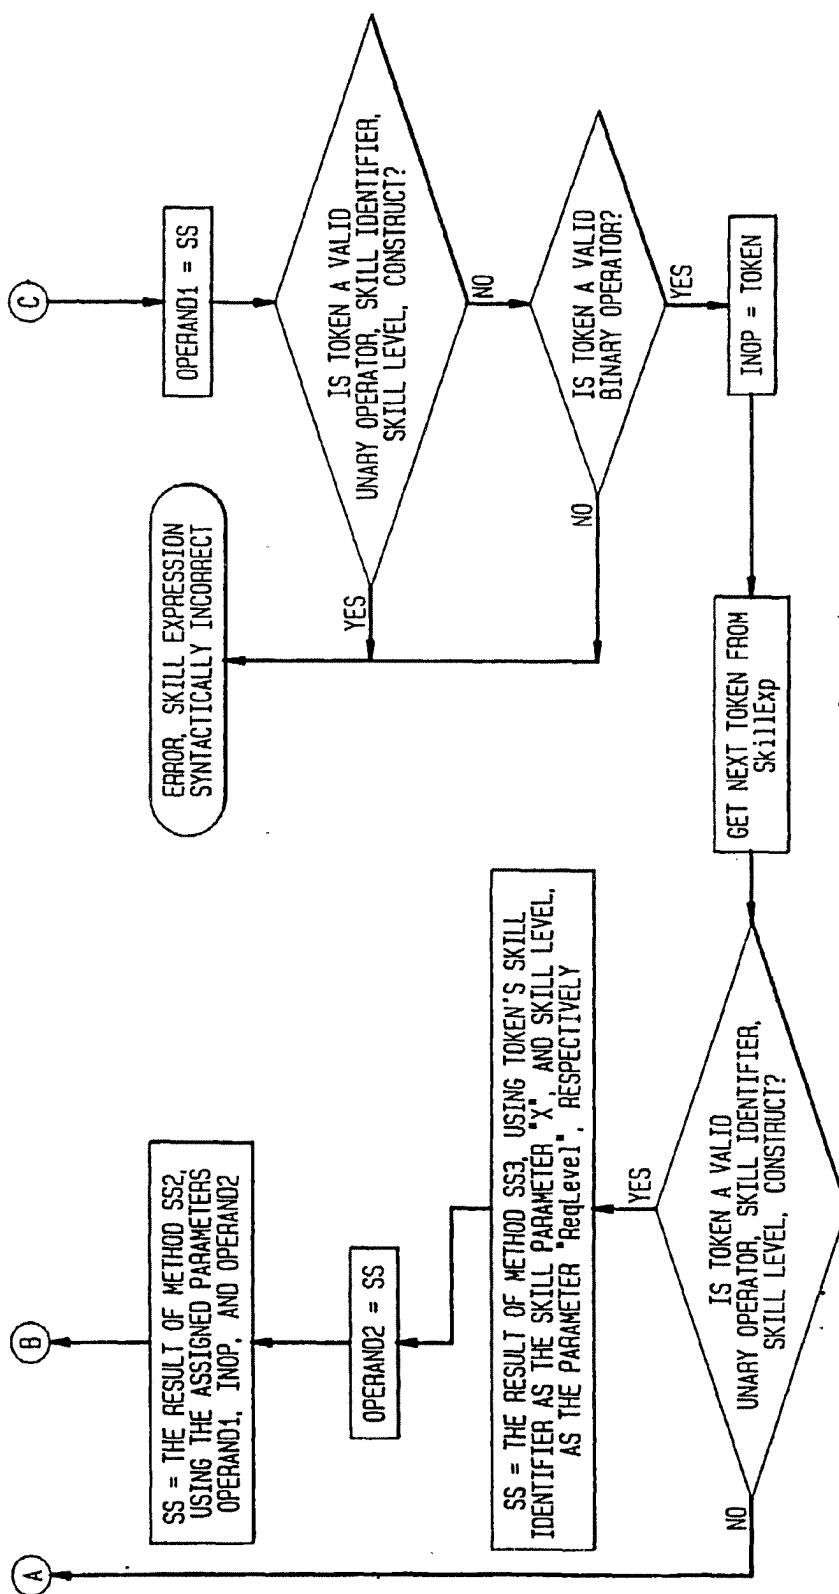 C
OPERAND1 = SS
IS TOKEN A VALID
UNARY OPERATOR, SKILL IDENTIFIER,
SKILL LEVEL, CONSTRUCT?
YES
NO
ERROR, SKILL EXPRESSION
SYNTACTICALLY INCORRECT
IS TOKEN A VALID
BINARY OPERATOR?
NO
YES
INOP = TOKEN
GET NEXT TOKEN FROM
SkillExp
IS TOKEN A VALID
UNARY OPERATOR, SKILL IDENTIFIER,
SKILL LEVEL, CONSTRUCT?
YES
NO
SS = THE RESULT OF METHOD SS3, USING TOKEN'S SKILL
IDENTIFIER AS THE SKILL PARAMETER "X", AND SKILL LEVEL,
AS THE PARAMETER "ReqLevel", RESPECTIVELY
OPERAND2 = SS
SS = THE RESULT OF METHOD SS2,
USING THE ASSIGNED PARAMETERS
OPERAND1, INOP, AND OPERAND2
B
A